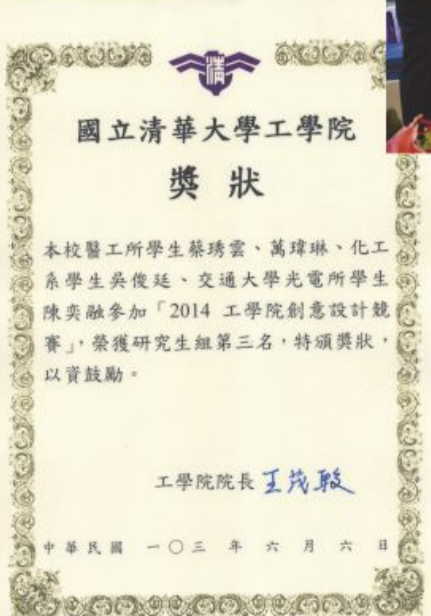 清
國立清華大學工學院
獎狀
本校醫工所學生蔡琇雲、萬瑋琳、化工
系學生吳俊廷、交通大學光電所學生
陳奕融參加「2014 工學院創意設計競
賽」，榮獲研究生組第三名，特頒獎狀，
以資鼓勵。
工學院院長 王茂駿
中華民國 一〇三 年 六 月 六 日